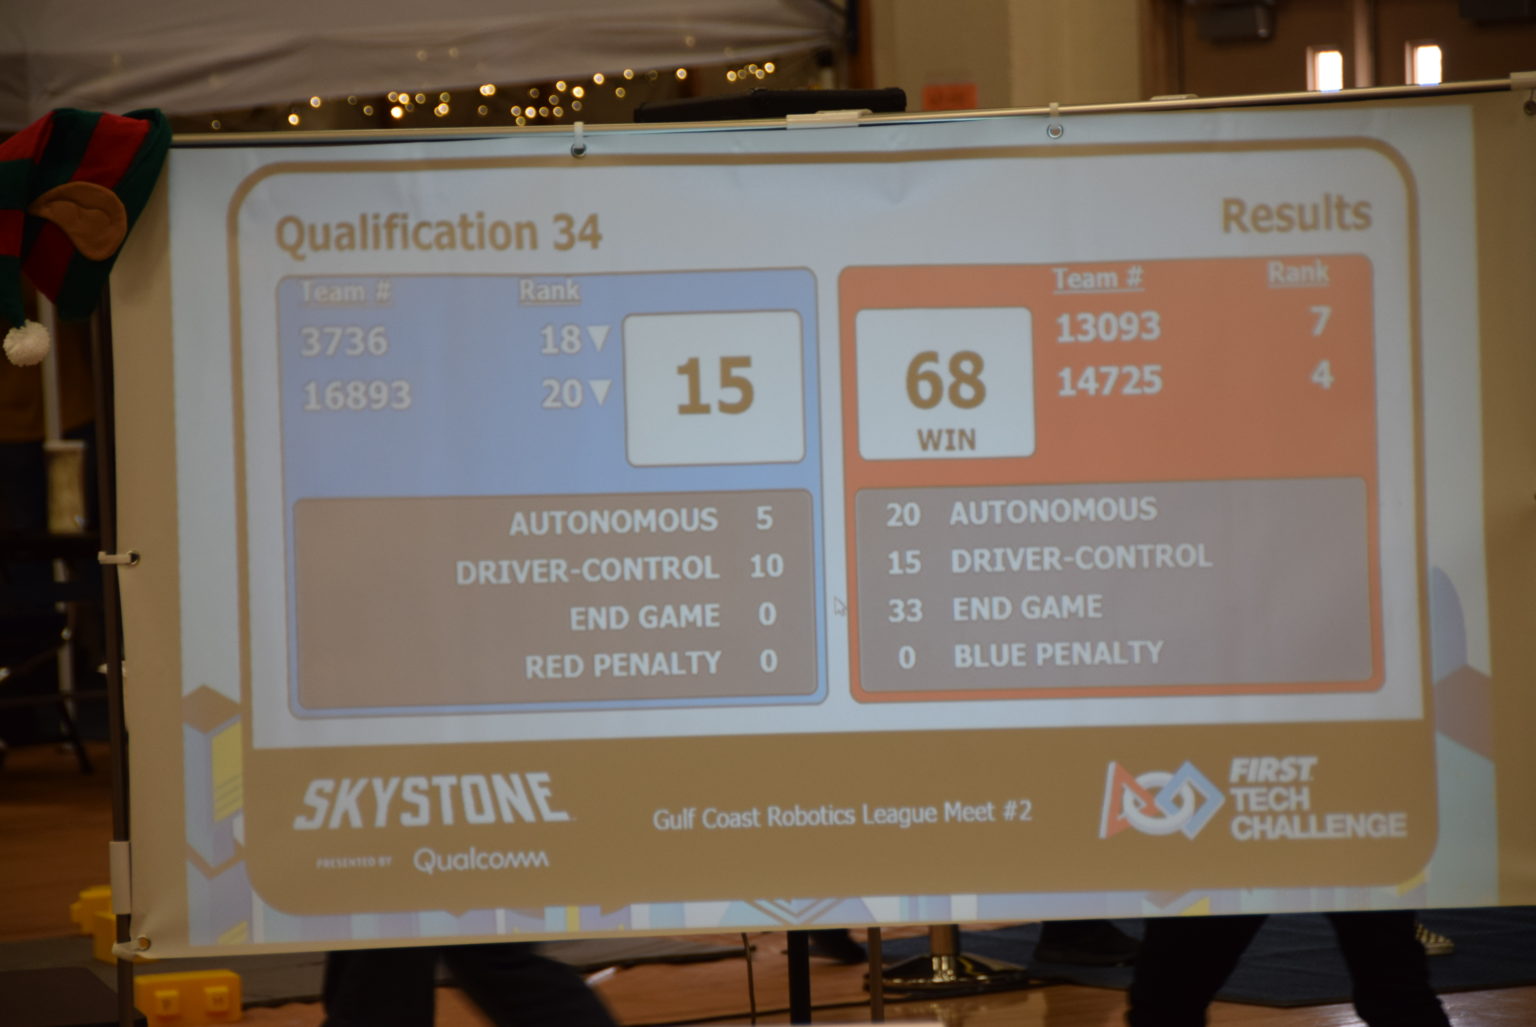 Qualification 34
Results
Team # Rank
3736 18▼
16893 20▼
15
AUTONOMOUS 5
DRIVER-CONTROL 10
END GAME 0
RED PENALTY 0
68
WIN
Team # Rank
13093 7
14725 4
20 AUTONOMOUS
15 DRIVER-CONTROL
33 END GAME
0 BLUE PENALTY
SKYSTONE
PRESENTED BY Qualcomm
Gulf Coast Robotics League Meet #2
FIRST
TECH
CHALLENGE